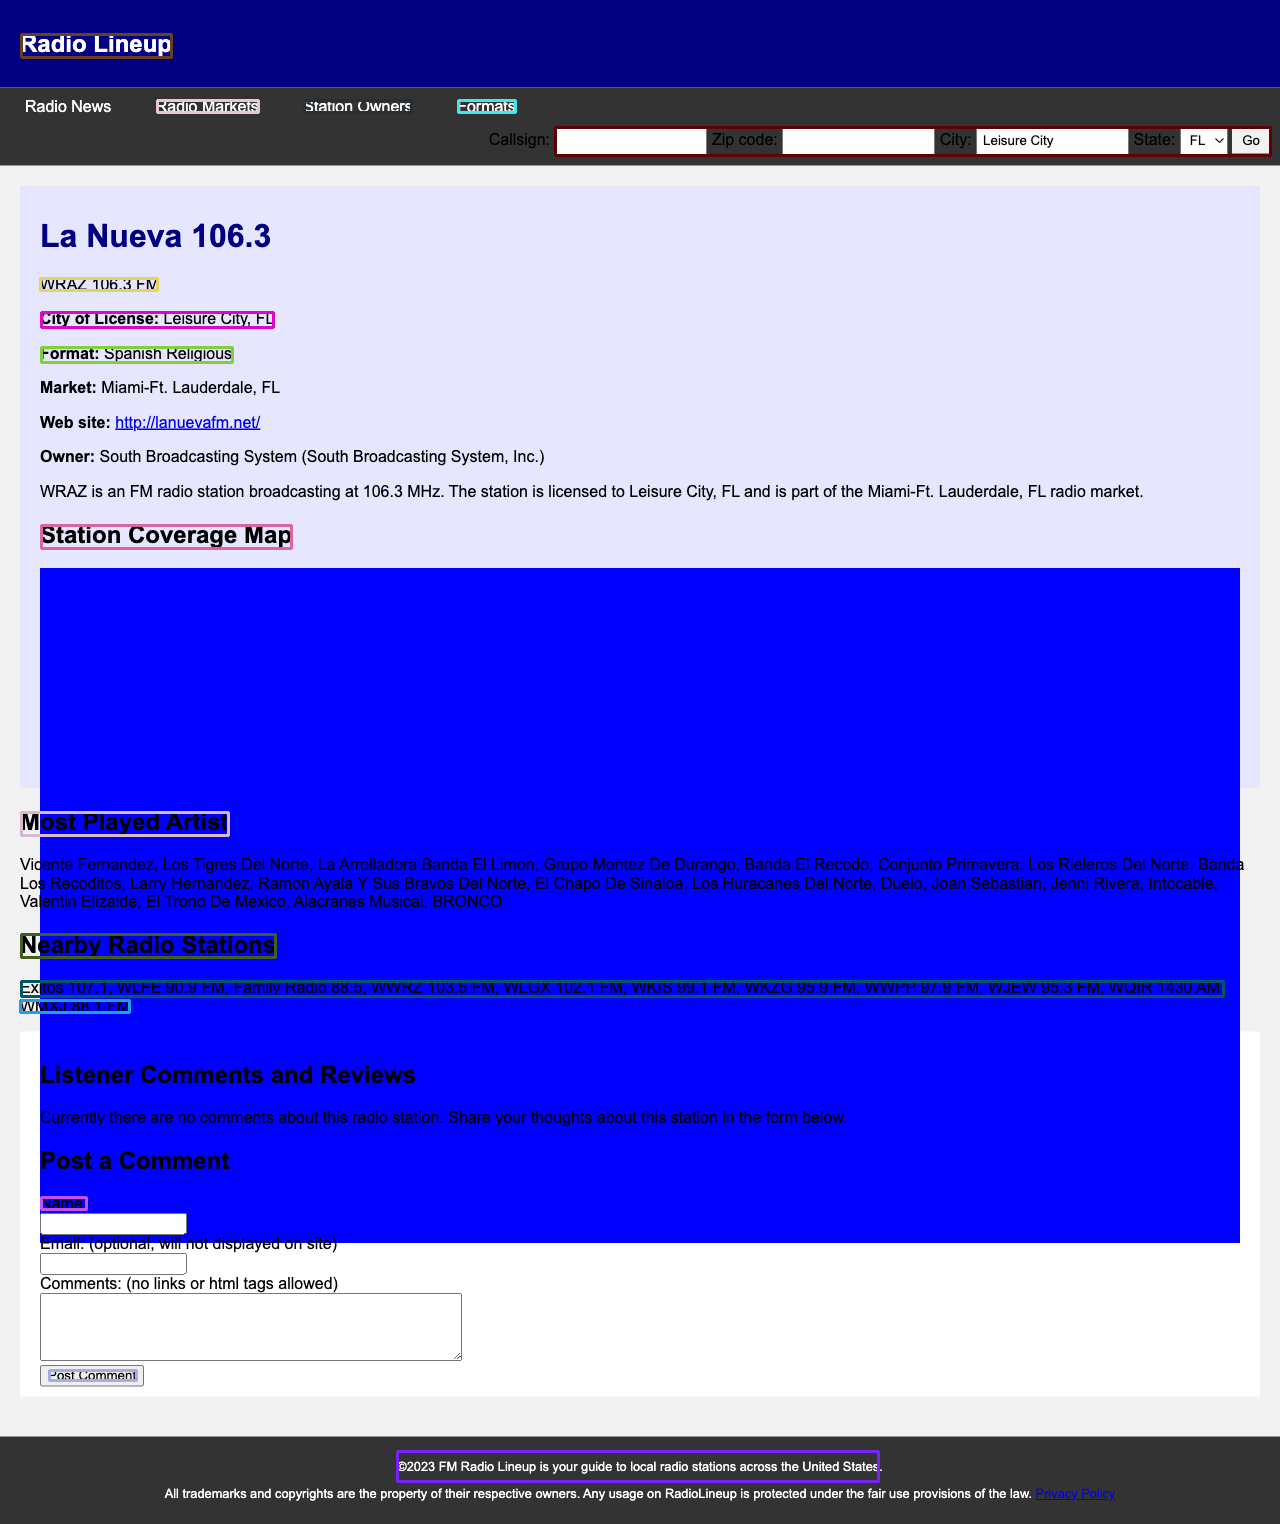 Radio Lineup
Radio News Radio Markets Station Owners Formats
Callsign: Zip code: City: Leisure City State: FL Go
La Nueva 106.3
WRAZ 106.3 FM
City of License: Leisure City, FL
Format: Spanish Religious
Market: Miami-Ft. Lauderdale, FL
Web site: http://lanuevafm.net/
Owner: South Broadcasting System (South Broadcasting System, Inc.)
WRAZ is an FM radio station broadcasting at 106.3 MHz. The station is licensed to Leisure City, FL and is part of the Miami-Ft. Lauderdale, FL radio market.
Station Coverage Map
Most Played Artist
Vicente Fernandez, Los Tigres Del Norte, La Arrolladora Banda El Limon, Grupo Montez De Durango, Banda El Recodo, Conjunto Primavera, Los Rieleros Del Norte, Banda
Los Recoditos, Larry Hernandez, Ramon Ayala Y Sus Bravos Del Norte, El Chapo De Sinaloa, Los Huracanes Del Norte, Duelo, Joan Sebastian, Jenni Rivera, Intocable,
Valentin Elizalde, El Trono De Mexico, Alacranes Musical, BRONCO
Nearby Radio Stations
Exitos 107.1, WLFE 90.9 FM, Family Radio 88.5, WWRZ 103.5 FM, WLGX 102.1 FM, WKIS 99.1 FM, WKZG 95.9 FM, WWPP 97.9 FM, WJEW 95.3 FM, WQIR 1430 AM,
WMXJ 88.1 FM
Listener Comments and Reviews
Currently there are no comments about this radio station. Share your thoughts about this station in the form below.
Post a Comment
Name:
Email: (optional, will not displayed on site)
Comments: (no links or html tags allowed)
Post Comment
©2023 FM Radio Lineup is your guide to local radio stations across the United States.
All trademarks and copyrights are the property of their respective owners. Any usage on RadioLineup is protected under the fair use provisions of the law. Privacy Policy